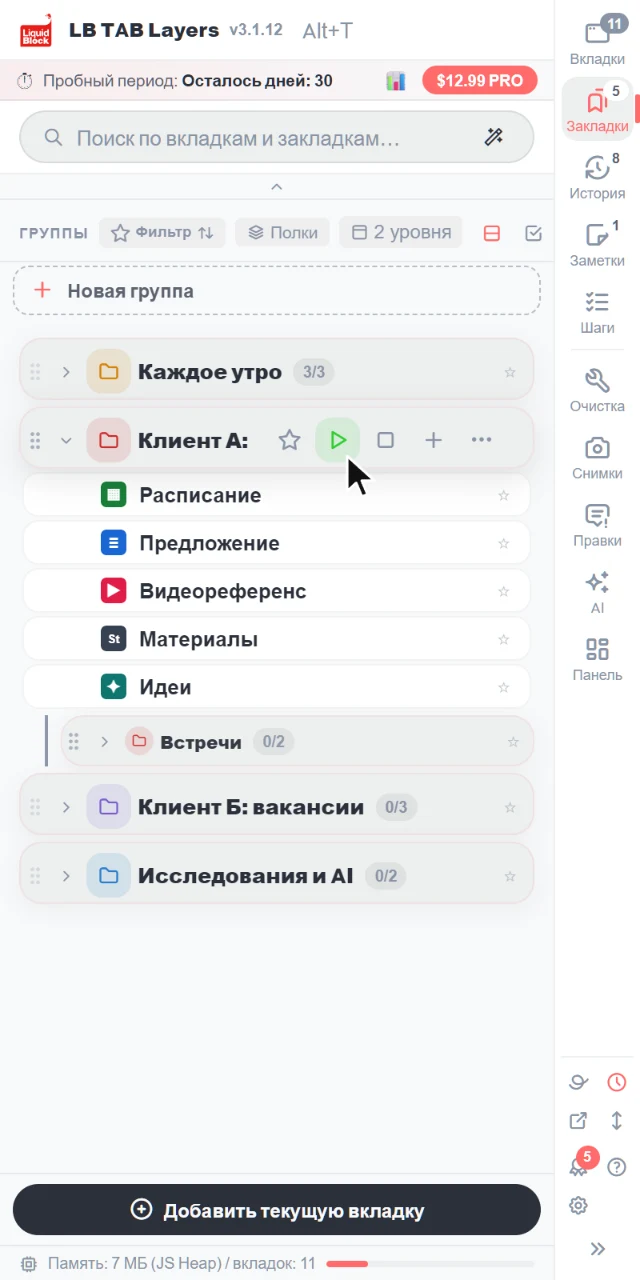 Liquid Block
LB TAB Layers v3.1.12 Alt+T
Пробный период: Осталось дней: 30
$12.99 PRO
Поиск по вкладкам и закладкам…
ГРУППЫ
Фильтр
Полки
2 уровня
Новая группа
Каждое утро 3/3
Клиент А:
Расписание
Предложение
Видеореференс
St Материалы
Идеи
Встречи 0/2
Клиент Б: вакансии 0/3
Исследования и AI 0/2
Добавить текущую вкладку
Память: 7 МБ (JS Heap) / вкладок: 11
11
Вкладки
5
Закладки
8
История
1
Заметки
Шаги
Очистка
Снимки
Правки
AI
Панель
5